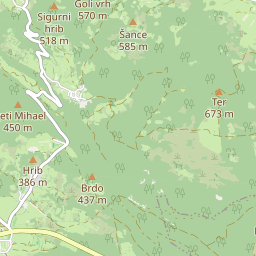 Goli vrh
570 m
Sigurni
hrib
518 m
Šance
585 m
Ter
673 m
eti Mihael
450 m
Hrib
386 m
Brdo
437 m